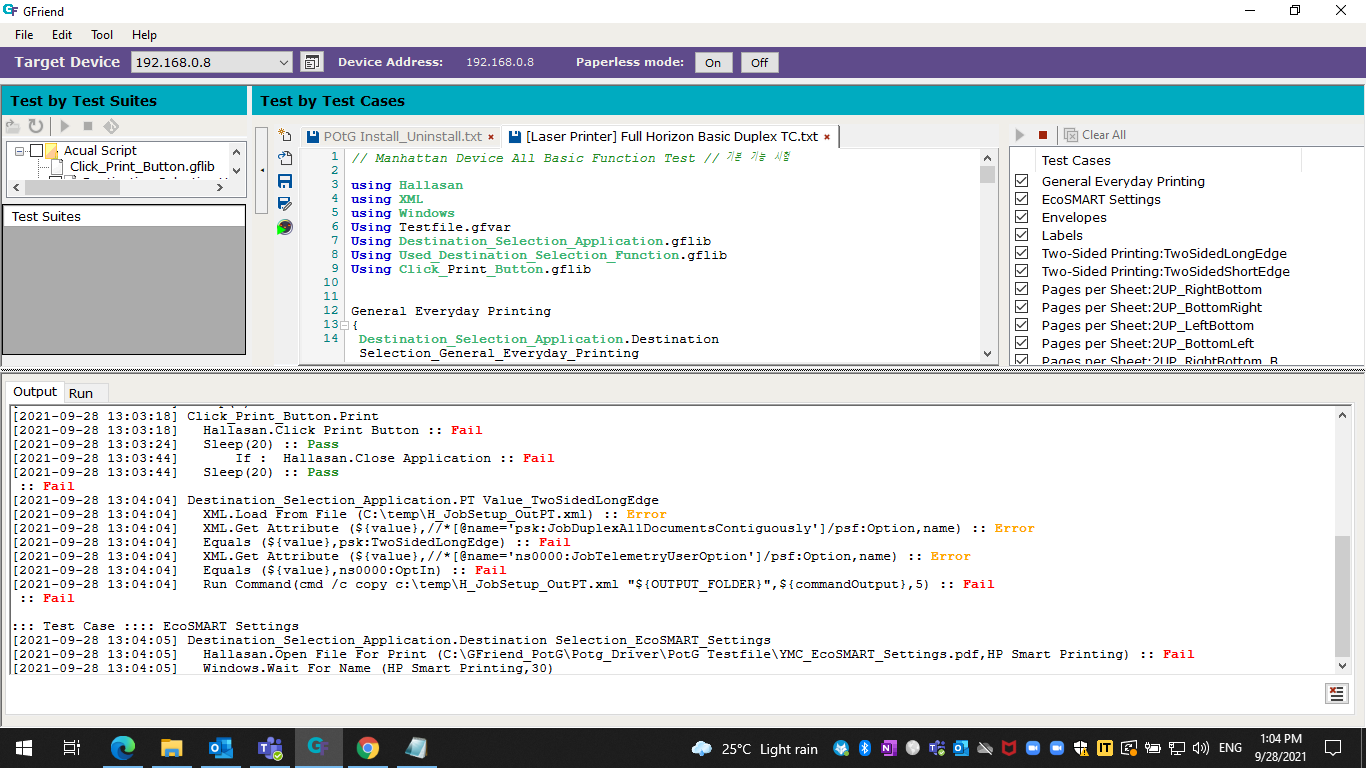 GFriend
File Edit Tool Help
Target Device 192.168.0.8 Device Address: 192.168.0.8 Paperless mode: On Off
Test by Test Suites
Test by Test Cases
Acual Script
Click_Print_Button.gflib
Test Suites
POtG Install_Uninstall.txt × [Laser Printer] Full Horizon Basic Duplex TC.txt ×
1 // Manhattan Device All Basic Function Test // 기본 기능 시험
2
3 using Hallasan
4 using XML
5 using Windows
6 Using Testfile.gfvar
7 Using Destination_Selection_Application.gflib
8 Using Used_Destination_Selection_Function.gflib
9 Using Click_Print_Button.gflib
10
11
12 General Everyday Printing
13 {
14 Destination_Selection_Application.Destination
Selection_General_Everyday_Printing
Clear All
Test Cases
General Everyday Printing
EcoSMART Settings
Envelopes
Labels
Two-Sided Printing:TwoSidedLongEdge
Two-Sided Printing:TwoSidedShortEdge
Pages per Sheet:2UP_RightBottom
Pages per Sheet:2UP_BottomRight
Pages per Sheet:2UP_LeftBottom
Pages per Sheet:2UP_BottomLeft
Pages per Sheet:2UP_RightBottom_B
Output Run
[2021-09-28 13:03:18] Click_Print_Button.Print
[2021-09-28 13:03:18] Hallasan.Click Print Button :: Fail
[2021-09-28 13:03:24] Sleep(20) :: Pass
[2021-09-28 13:03:44] If : Hallasan.Close Application :: Fail
[2021-09-28 13:03:44] Sleep(20) :: Pass
:: Fail
[2021-09-28 13:04:04] Destination_Selection_Application.PT Value_TwoSidedLongEdge
[2021-09-28 13:04:04] XML.Load From File (C:\temp\H_JobSetup_OutPT.xml) :: Error
[2021-09-28 13:04:04] XML.Get Attribute (${value},//*[@name='psk:JobDuplexAllDocumentsContiguously']/psf:Option,name) :: Error
[2021-09-28 13:04:04] Equals (${value},psk:TwoSidedLongEdge) :: Fail
[2021-09-28 13:04:04] XML.Get Attribute (${value},//*[@name='ns0000:JobTelemetryUserOption']/psf:Option,name) :: Error
[2021-09-28 13:04:04] Equals (${value},ns0000:OptIn) :: Fail
[2021-09-28 13:04:04] Run Command(cmd /c copy c:\temp\H_JobSetup_OutPT.xml "${OUTPUT_FOLDER}",${commandOutput},5) :: Fail
:: Fail
::: Test Case :::: EcoSMART Settings
[2021-09-28 13:04:05] Destination_Selection_Application.Destination Selection_EcoSMART_Settings
[2021-09-28 13:04:05] Hallasan.Open File For Print (C:\GFriend_PotG\Potg_Driver\PotG Testfile\YMC_EcoSMART_Settings.pdf,HP Smart Printing) :: Fail
[2021-09-28 13:04:05] Windows.Wait For Name (HP Smart Printing,30)
25°C Light rain ENG 1:04 PM
9/28/2021